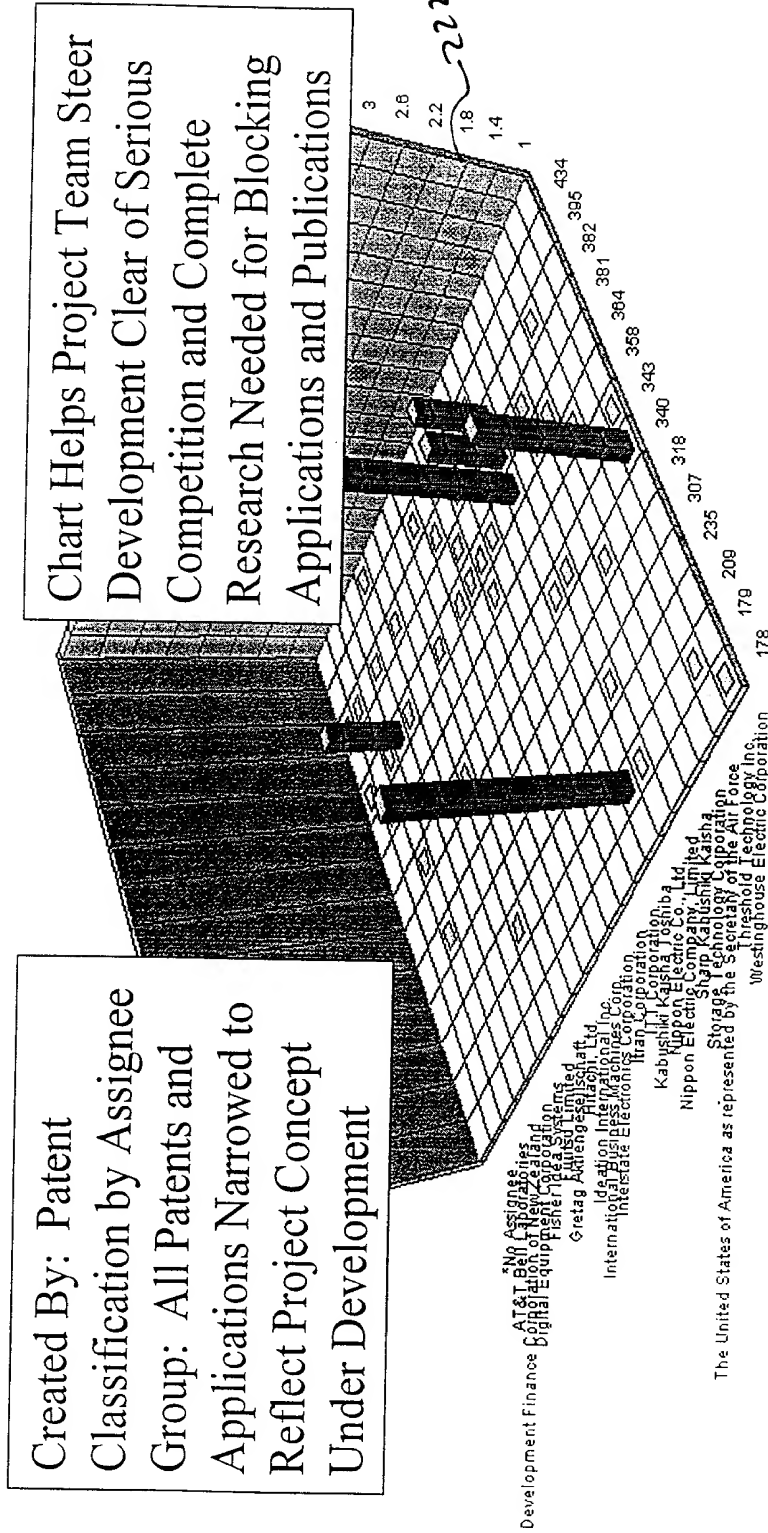 Created By: Patent
Classification by Assignee
Group: All Patents and
Applications Narrowed to
Reflect Project Concept
Under Development
Chart Helps Project Team Steer
Development Clear of Serious
Competition and Complete
Research Needed for Blocking
Applications and Publications
222
3
2.6
2.2
1.8
1.4
1
434
395
382
381
364
358
343
340
318
307
235
209
179
178
*No Assignee
AT&T Bell Laboratories
Development Finance Corporation of New Zealand
Digital Equipment Corporation
Fisher Idea Systems
Fujitsu Limited
Gretag Aktiengesellschaft
Hitachi, Ltd
Ideation International Inc.
International Business Machines Corp.
Interstate Electronics Corporation
Itran Corporation
ITT Corporation
Kabushiki Kaisha Toshiba
Nippon Electric Co., Ltd
Nippon Electric Company, Limited
Sharp Kabushiki Kaisha
Storage Technology Corporation
The United States of America as represented by the Secretary of the Air Force
Threshold Technology Inc.
Westinghouse Electric Corporation